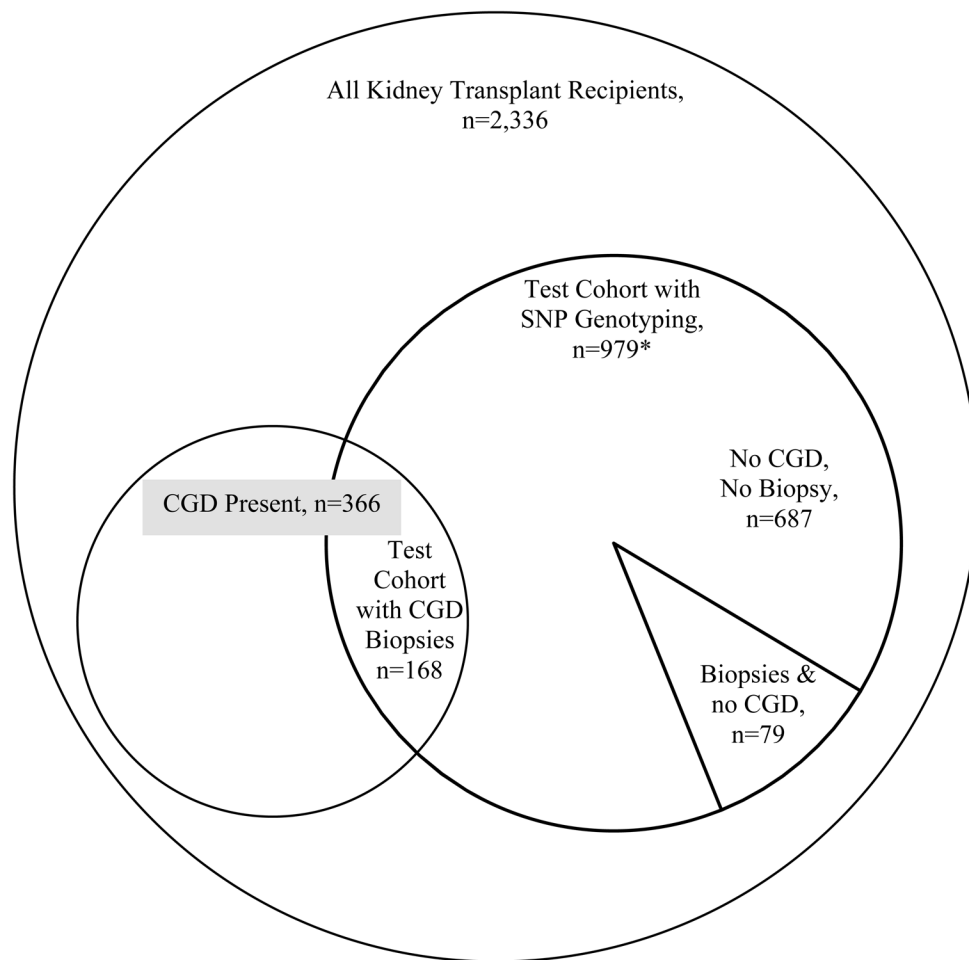 All Kidney Transplant Recipients,
n=2,336
Test Cohort with
SNP Genotyping,
n=979*
No CGD,
No Biopsy,
n=687
CGD Present, n=366
Test
Cohort
with CGD
Biopsies
n=168
Biopsies &
no CGD,
n=79